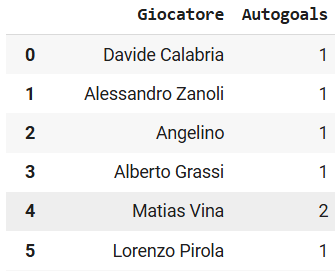 Giocatore Autogoals
0 Davide Calabria 1
1 Alessandro Zanoli 1
2 Angelino 1
3 Alberto Grassi 1
4 Matias Vina 2
5 Lorenzo Pirola 1